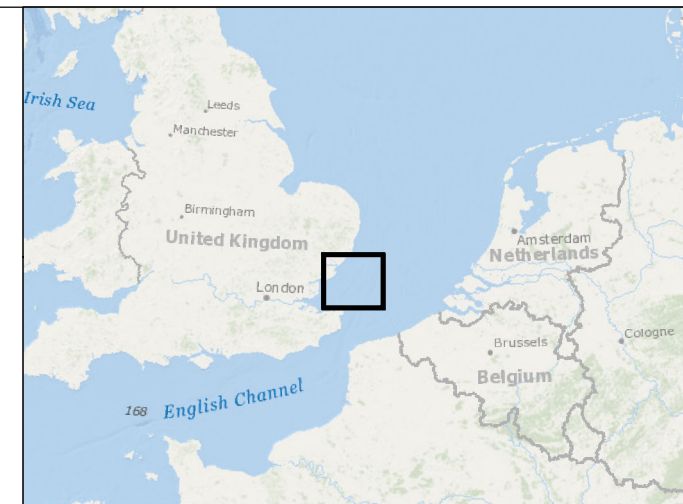 Irish Sea
Leeds
Manchester
Birmingham
United Kingdom
Amsterdam
Netherlands
London
Cologne
Brussels
Belgium
English Channel
168